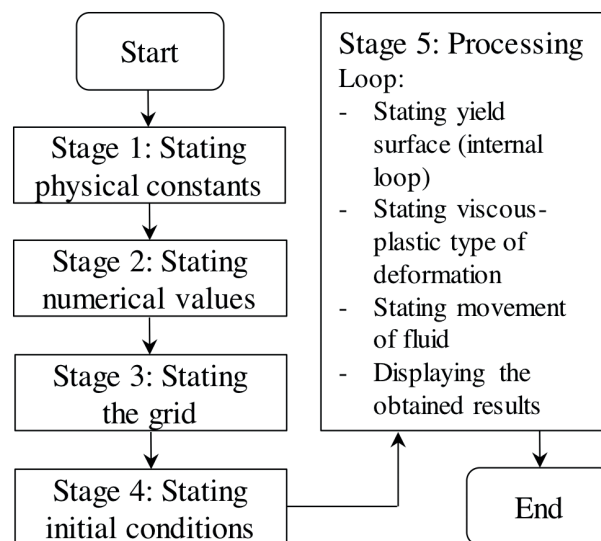 Start
Stage 1: Stating
physical constants
Stage 2: Stating
numerical values
Stage 3: Stating
the grid
Stage 4: Stating
initial conditions
Stage 5: Processing
Loop:
- Stating yield
surface (internal
loop)
- Stating viscous-
plastic type of
deformation
- Stating movement
of fluid
- Displaying the
obtained results
End